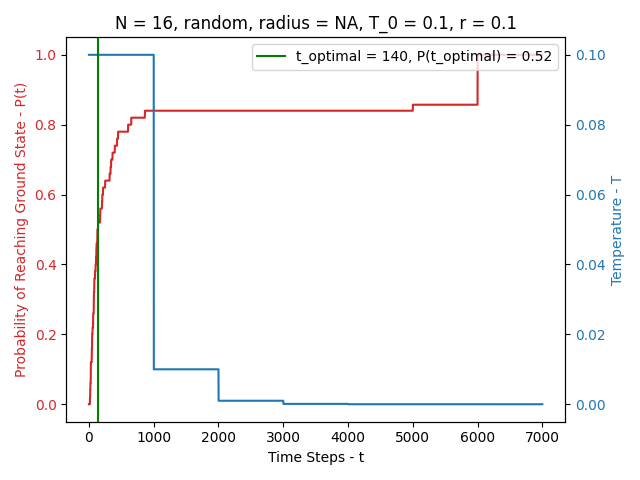 N = 16, random, radius = NA, T_0 = 0.1, r = 0.1
t_optimal = 140, P(t_optimal) = 0.52
Probability of Reaching Ground State - P(t)
1.0
0.8
0.6
0.4
0.2
0.0
0.10
0.08
0.06
0.04
0.02
0.00
Temperature - T
0 1000 2000 3000 4000 5000 6000 7000
Time Steps - t